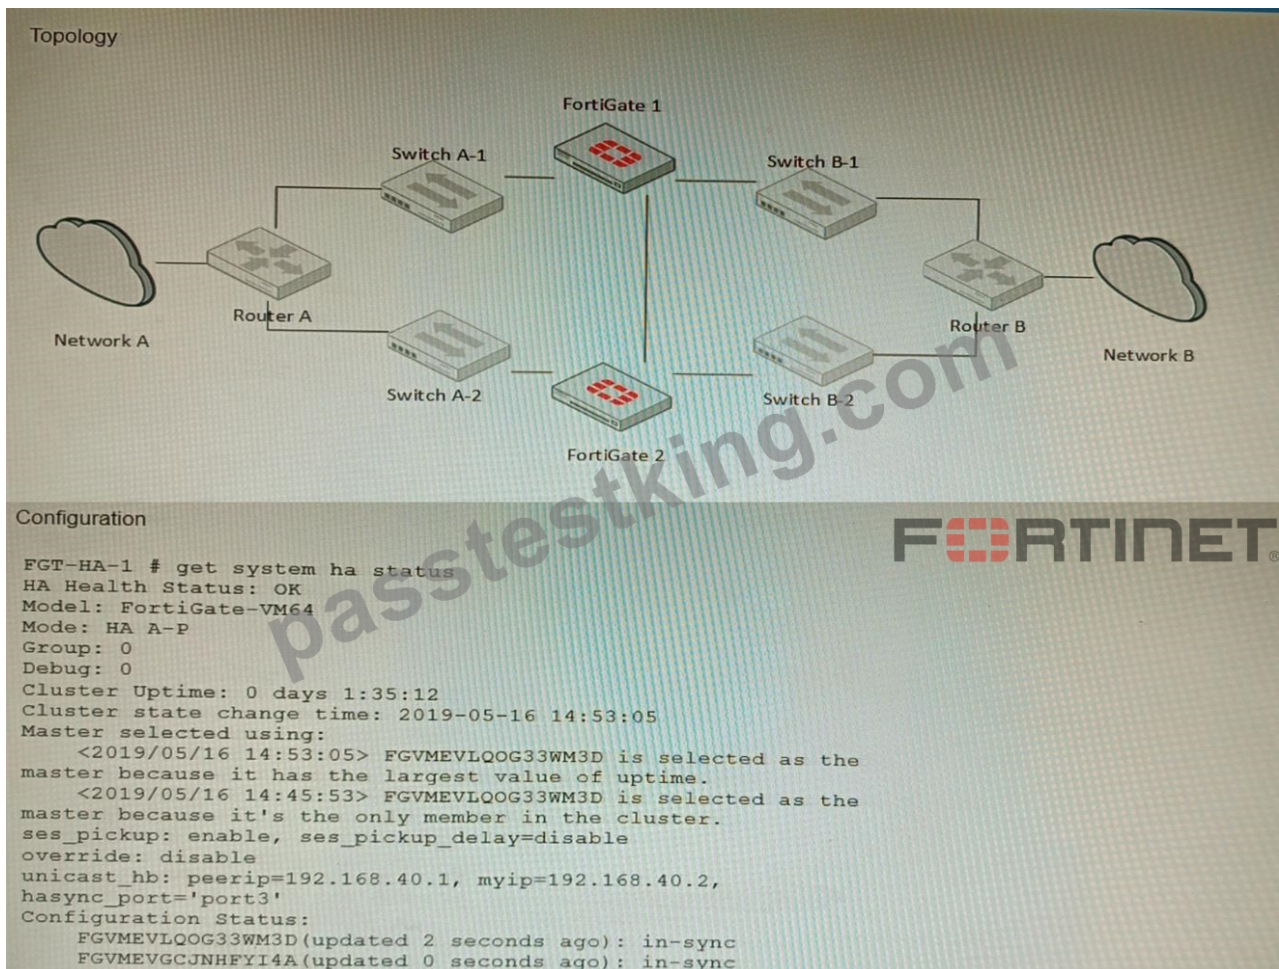 Topology
FortiGate 1
Switch A-1
Switch B-1
Router A
Router B
Network A
Network B
Switch A-2
Switch B-2
FortiGate 2
passtestking.com
Configuration
FORTINET®
FGT-HA-1 # get system ha status
HA Health Status: OK
Model: FortiGate-VM64
Mode: HA A-P
Group: 0
Debug: 0
Cluster Uptime: 0 days 1:35:12
Cluster state change time: 2019-05-16 14:53:05
Master selected using:
<2019/05/16 14:53:05> FGVMEVLQOG33WM3D is selected as the
master because it has the largest value of uptime.
<2019/05/16 14:45:53> FGVMEVLQOG33WM3D is selected as the
master because it's the only member in the cluster.
ses_pickup: enable, ses_pickup_delay=disable
override: disable
unicast_hb: peerip=192.168.40.1, myip=192.168.40.2,
hasync_port='port3'
Configuration Status:
FGVMEVLQOG33WM3D(updated 2 seconds ago): in-sync
FGVMEVGCJNHFYI4A(updated 0 seconds ago): in-sync